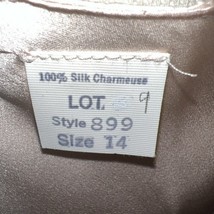 100% Silk Charmeuse
LOT. 9
Style 899
Size 14